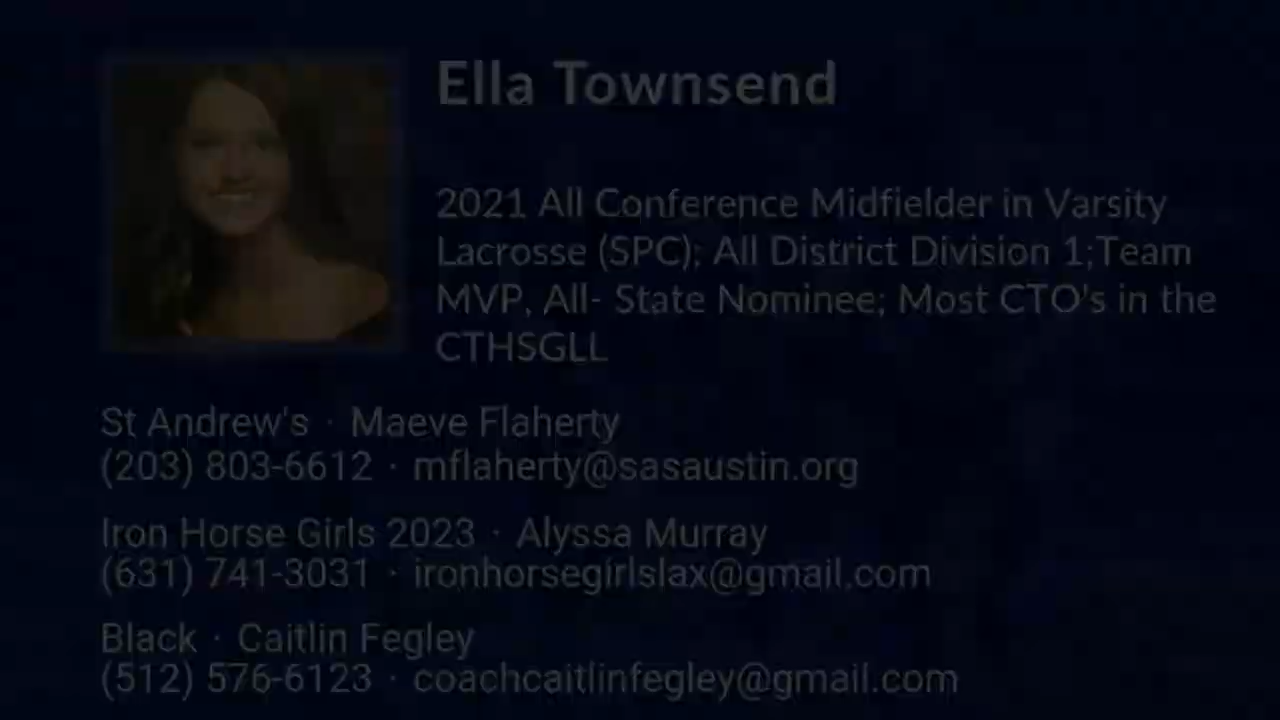 Ella Townsend
2021 All Conference Midfielder in Varsity
Lacrosse (SPC); All District Division 1;Team
MVP, All- State Nominee; Most CTO's in the
CTHSGLL
St Andrew's · Maeve Flaherty
(203) 803-6612 · mflaherty@sasaustin.org
Iron Horse Girls 2023 · Alyssa Murray
(631) 741-3031 · ironhorsegirlslax@gmail.com
Black · Caitlin Fegley
(512) 576-6123 · coachcaitlinfegley@gmail.com